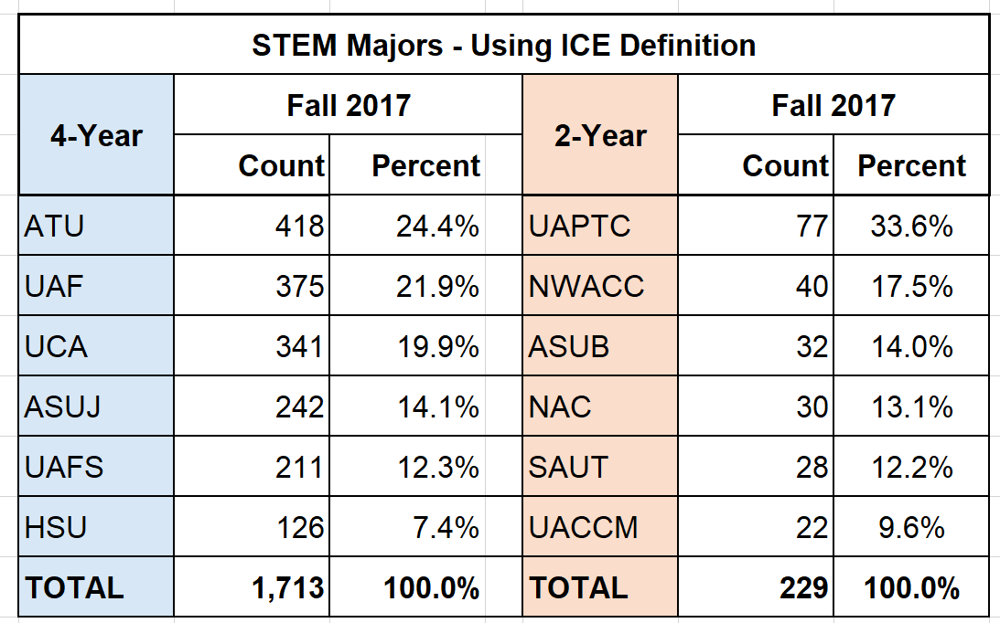 STEM Majors - Using ICE Definition
4-Year Fall 2017 2-Year Fall 2017
Count Percent Count Percent
ATU 418 24.4% UAPTC 77 33.6%
UAF 375 21.9% NWACC 40 17.5%
UCA 341 19.9% ASUB 32 14.0%
ASUJ 242 14.1% NAC 30 13.1%
UAFS 211 12.3% SAUT 28 12.2%
HSU 126 7.4% UACCM 22 9.6%
TOTAL 1,713 100.0% TOTAL 229 100.0%